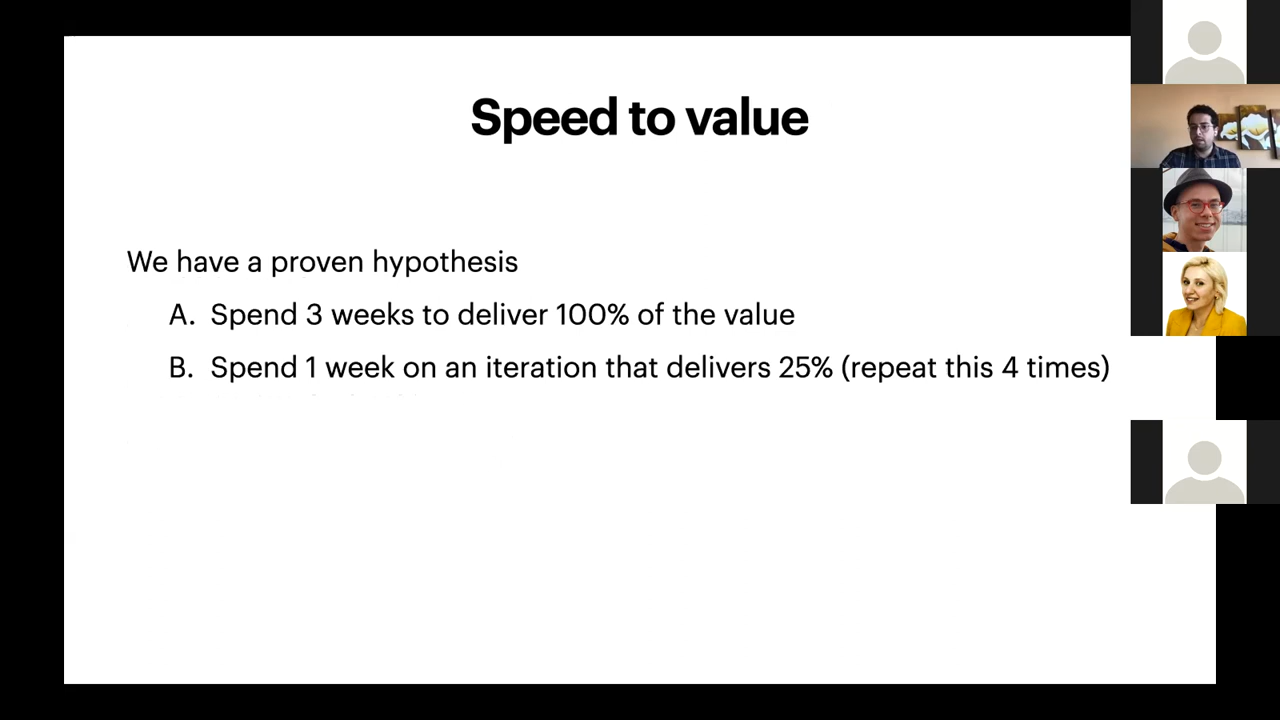 Speed to value
We have a proven hypothesis
A. Spend 3 weeks to deliver 100% of the value
B. Spend 1 week on an iteration that delivers 25% (repeat this 4 times)